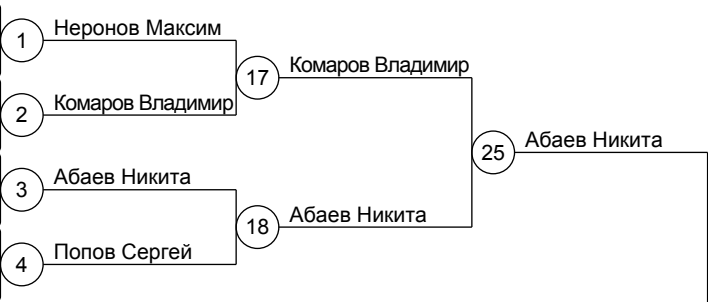 1 Неронов Максим
17 Комаров Владимир
2 Комаров Владимир
25 Абаев Никита
3 Абаев Никита
18 Абаев Никита
4 Попов Сергей